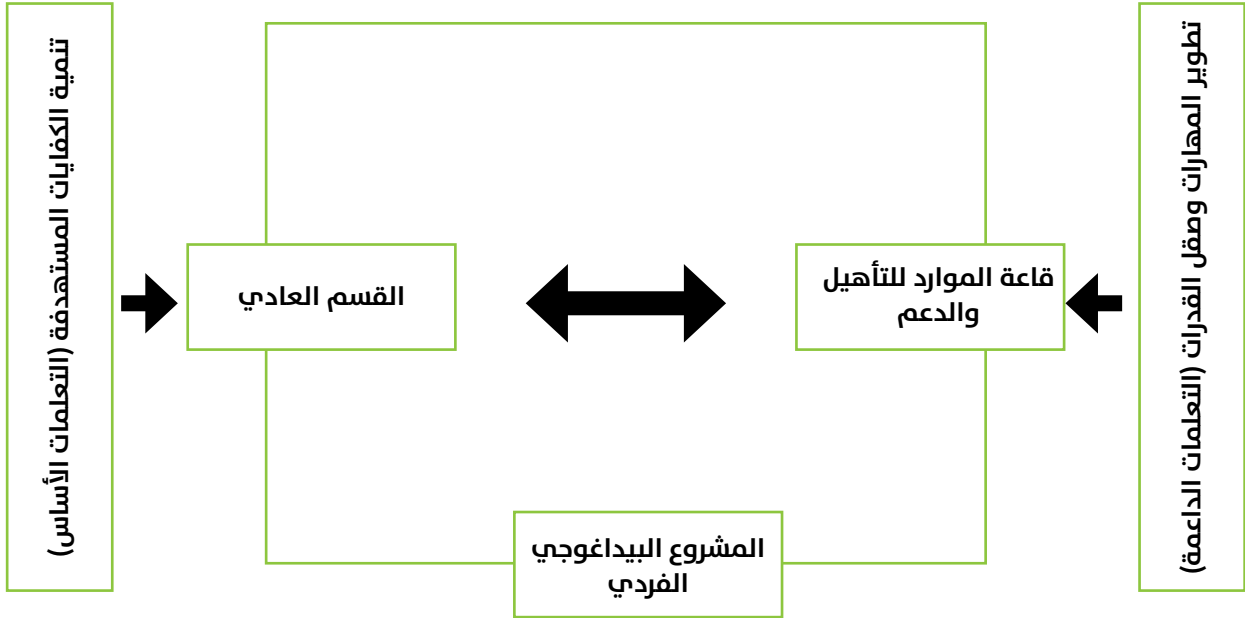 تطوير المهارات وصقل القدرات (التعلمات الداعمة)
قاعة الموارد للتأهيل
والدعم
القسم العادي
تنمية الكفايات المستهدفة (التعلمات الأساس)
المشروع البيداغوجي
الفردي